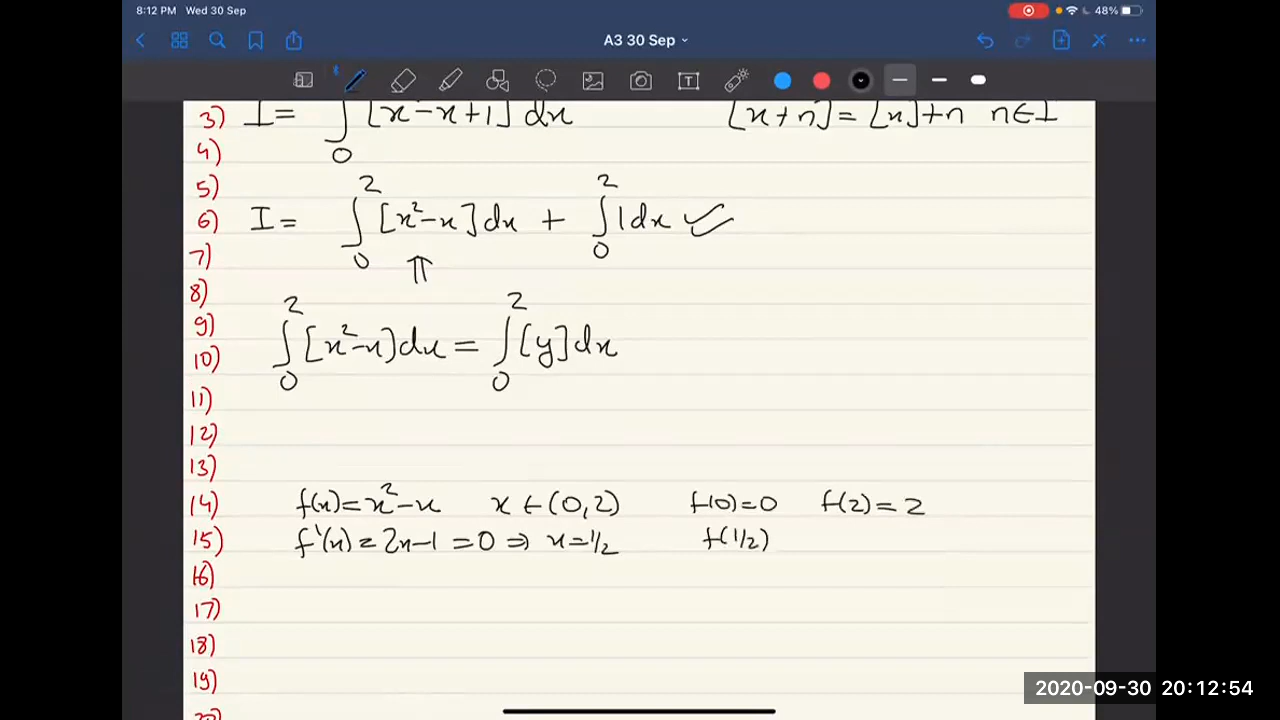 8:12 PM Wed 30 Sep 48%
A3 30 Sep
3) I = ∫₀ [x²-x+1] dx [x+n] = [x]+n n∈I
4)
5)
6) I = ∫₀² [x²-x] dx + ∫₀² 1dx
7) ⇑
8)
9)
10) ∫₀² [x²-x] dx = ∫₀² [y] dx
11)
12)
13)
14) f(x) = x²-x x ∈ (0,2) f(0)=0 f(2)=2
15) f'(x) = 2x-1 = 0 ⇒ x=1/2 f(1/2)
16)
17)
18)
19)
2020-09-30 20:12:54